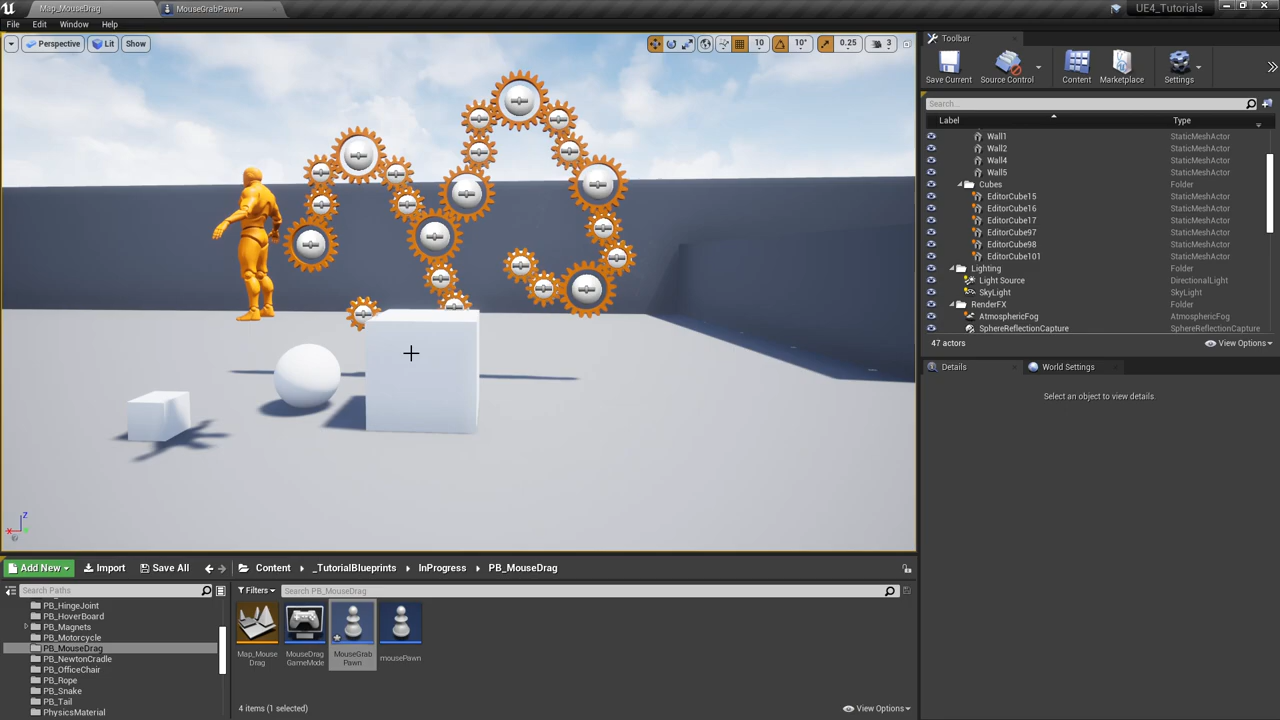 Map_MouseDrag
MouseGrabPawn*
UE4_Tutorials
File Edit Window Help
Perspective Lit Show
10 10° 0.25 3
Toolbar
Save Current Source Control Content Marketplace Settings
Search...
Label Type
Wall1 StaticMeshActor
Wall2 StaticMeshActor
Wall4 StaticMeshActor
Wall5 StaticMeshActor
Cubes Folder
EditorCube15 StaticMeshActor
EditorCube16 StaticMeshActor
EditorCube17 StaticMeshActor
EditorCube97 StaticMeshActor
EditorCube98 StaticMeshActor
EditorCube101 StaticMeshActor
Lighting Folder
Light Source DirectionalLight
SkyLight SkyLight
RenderFX Folder
AtmosphericFog AtmosphericFog
SphereReflectionCapture SphereReflectionCapture
47 actors View Options
Details World Settings
Select an object to view details.
Z
X
Add New Import Save All Content _TutorialBlueprints InProgress PB_MouseDrag
Search Paths
Filters Search PB_MouseDrag
PB_HingeJoint
PB_HoverBoard
PB_Magnets
PB_Motorcycle
PB_MouseDrag
PB_NewtonCradle
PB_OfficeChair
PB_Rope
PB_Snake
PB_Tail
PhysicsMaterial
Map_Mouse
Drag
MouseDrag
GameMode
MouseGrab
Pawn
mousePawn
4 items (1 selected) View Options